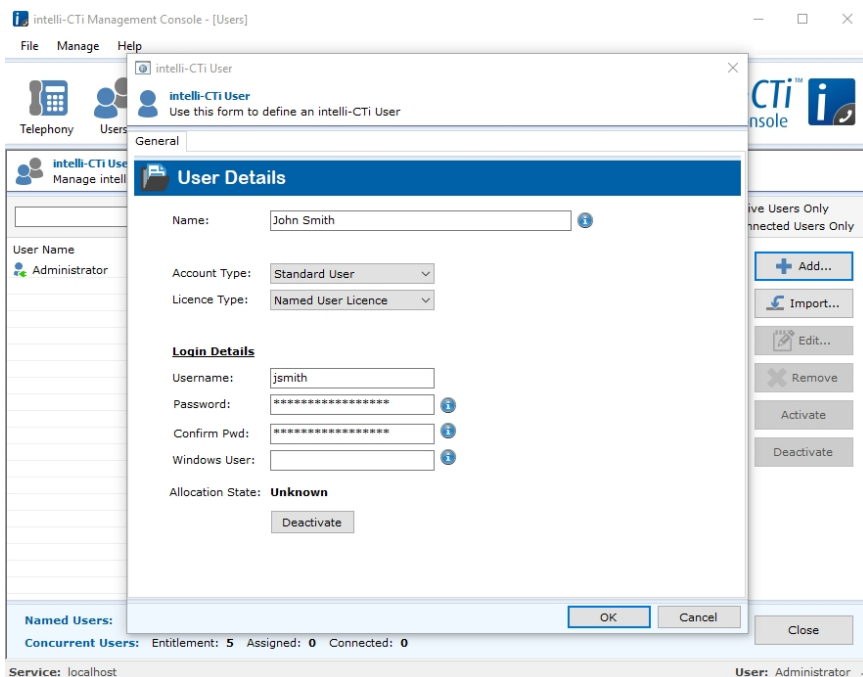 intelli-CTi Management Console - [Users]
File Manage Help
intelli-CTi User
intelli-CTi User
Use this form to define an intelli-CTi User
CTi™
Telephony
Users
General
intelli-CTi Use
Manage intell
User Details
Name: John Smith
ive Users Only
nnected Users Only
User Name
Administrator
Account Type: Standard User
Licence Type: Named User Licence
Login Details
Username: jsmith
Password: *****************
Confirm Pwd: *****************
Windows User:
Allocation State: Unknown
Deactivate
OK Cancel
Add...
Import...
Edit...
Remove
Activate
Deactivate
Named Users:
Concurrent Users: Entitlement: 5 Assigned: 0 Connected: 0
Close
Service: localhost
User: Administrator